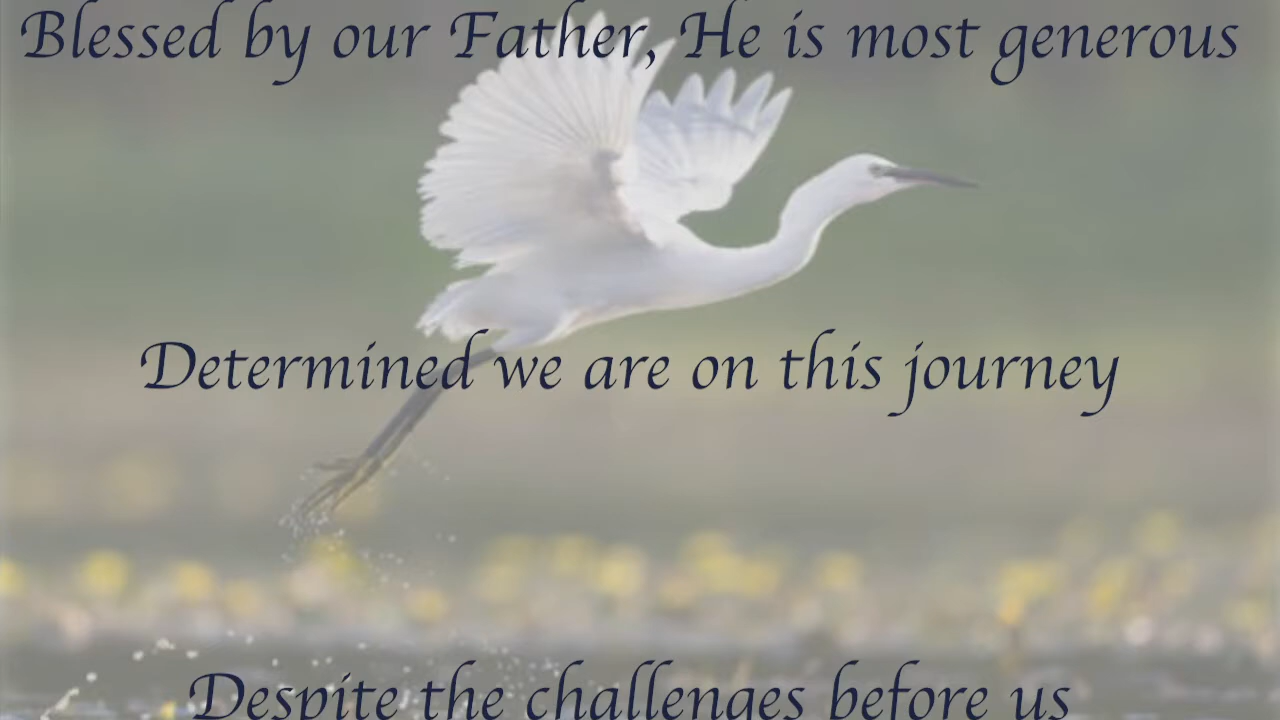 Blessed by our Father, He is most generous
Determined we are on this journey
Despite the challenges before us